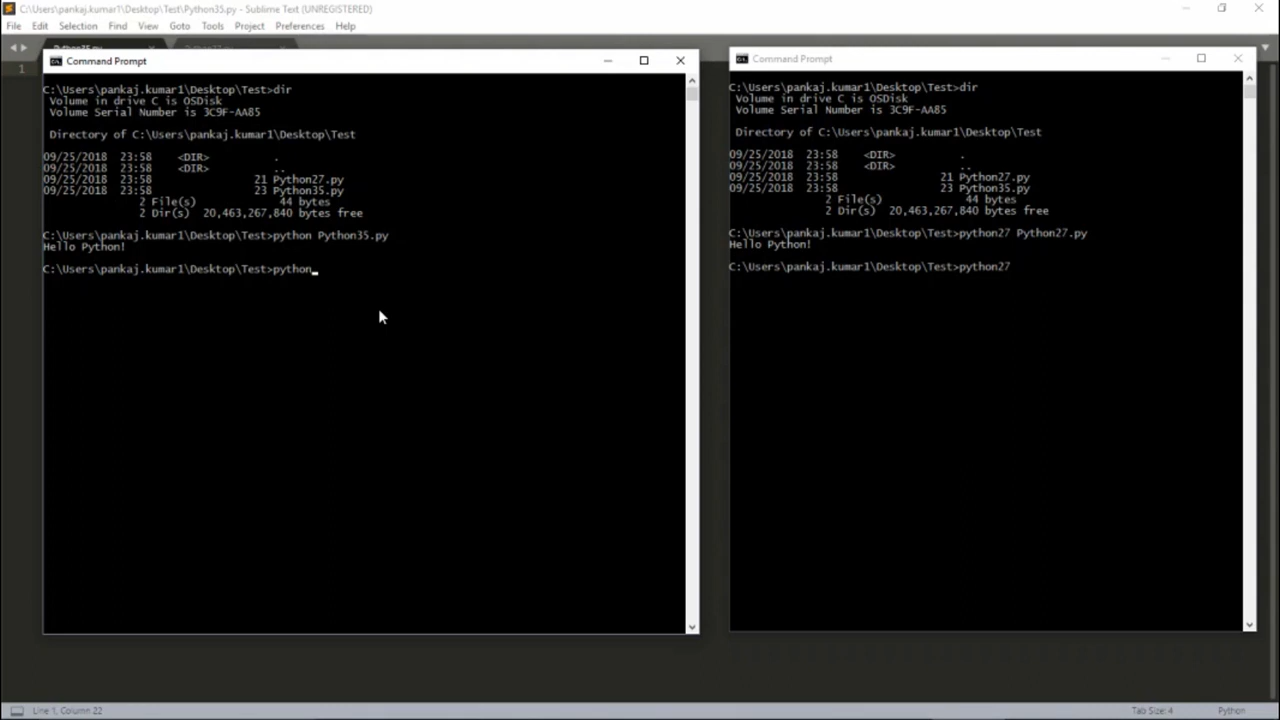 C:\Users\pankaj.kumar1\Desktop\Test\Python35.py - Sublime Text (UNREGISTERED)
File Edit Selection Find View Goto Tools Project Preferences Help
1
Command Prompt
C:\Users\pankaj.kumar1\Desktop\Test>dir
Volume in drive C is OSDisk
Volume Serial Number is 3C9F-AA85
Directory of C:\Users\pankaj.kumar1\Desktop\Test
09/25/2018 23:58 <DIR> .
09/25/2018 23:58 <DIR> ..
09/25/2018 23:58 21 Python27.py
09/25/2018 23:58 23 Python35.py
2 File(s) 44 bytes
2 Dir(s) 20,463,267,840 bytes free
C:\Users\pankaj.kumar1\Desktop\Test>python Python35.py
Hello Python!
C:\Users\pankaj.kumar1\Desktop\Test>python_
Command Prompt
C:\Users\pankaj.kumar1\Desktop\Test>dir
Volume in drive C is OSDisk
Volume Serial Number is 3C9F-AA85
Directory of C:\Users\pankaj.kumar1\Desktop\Test
09/25/2018 23:58 <DIR> .
09/25/2018 23:58 <DIR> ..
09/25/2018 23:58 21 Python27.py
09/25/2018 23:58 23 Python35.py
2 File(s) 44 bytes
2 Dir(s) 20,463,267,840 bytes free
C:\Users\pankaj.kumar1\Desktop\Test>python27 Python27.py
Hello Python!
C:\Users\pankaj.kumar1\Desktop\Test>python27
Line 1, Column 22
Tab Size: 4 Python